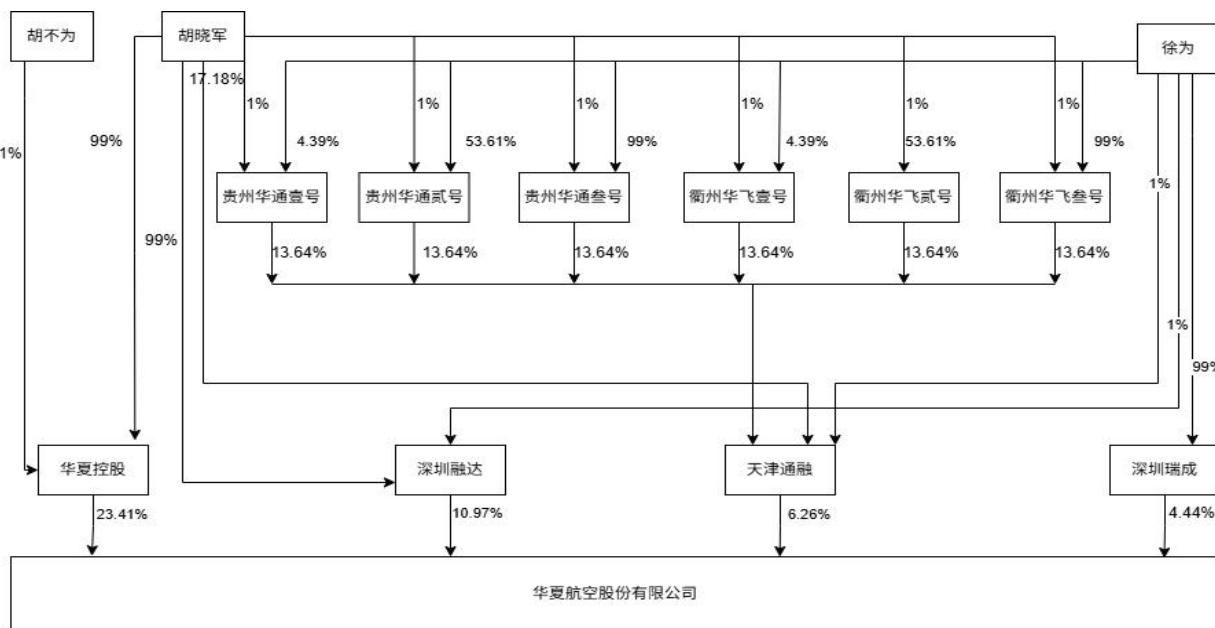 胡不为
胡晓军
徐为
17.18%
1%
1%
1%
1%
1%
1%
99%
4.39%
53.61%
99%
4.39%
53.61%
99%
1%
贵州华通壹号
贵州华通贰号
贵州华通叁号
衢州华飞壹号
衢州华飞贰号
衢州华飞叁号
1%
99%
13.64%
13.64%
13.64%
13.64%
13.64%
13.64%
1%
99%
华夏控股
深圳融达
天津通融
深圳瑞成
23.41%
10.97%
6.26%
4.44%
华夏航空股份有限公司